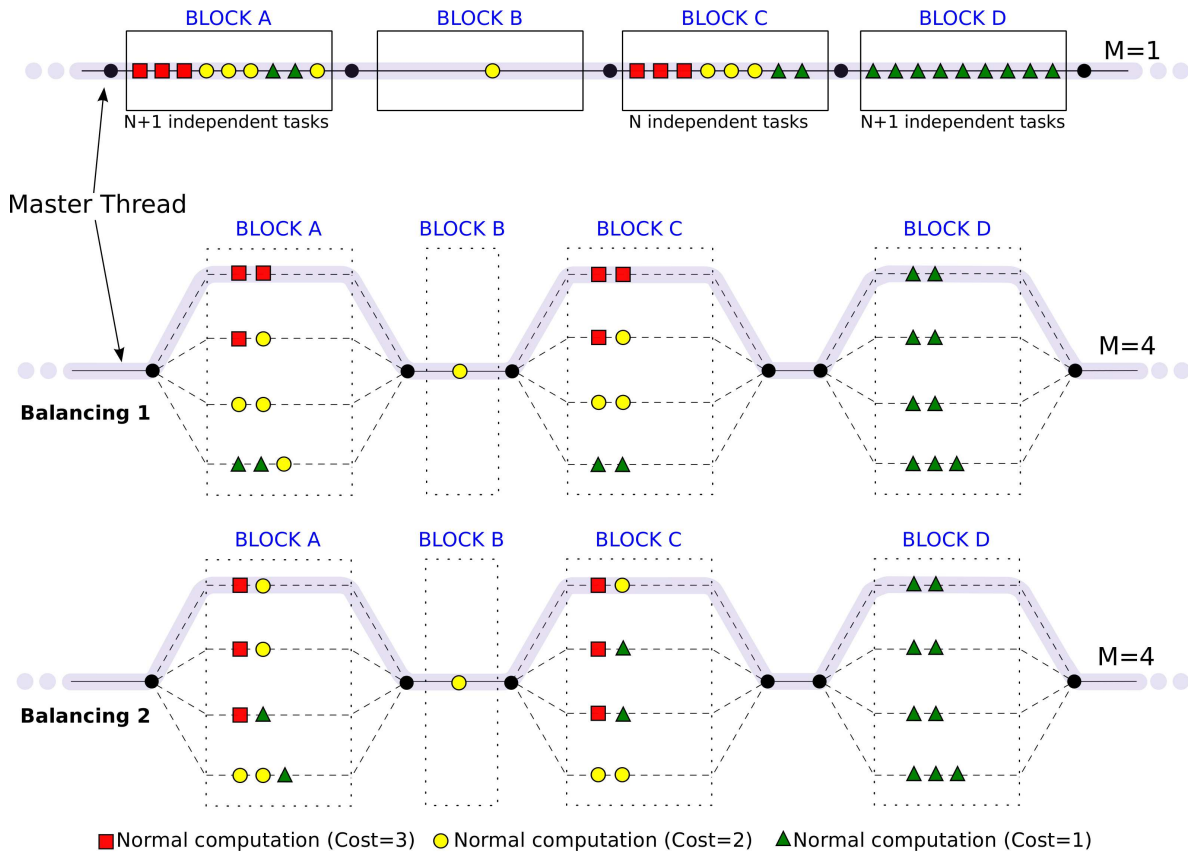 BLOCK A BLOCK B BLOCK C BLOCK D
M=1
N+1 independent tasks N independent tasks N+1 independent tasks
Master Thread
BLOCK A BLOCK B BLOCK C BLOCK D
M=4
Balancing 1
BLOCK A BLOCK B BLOCK C BLOCK D
M=4
Balancing 2
Normal computation (Cost=3) Normal computation (Cost=2) Normal computation (Cost=1)